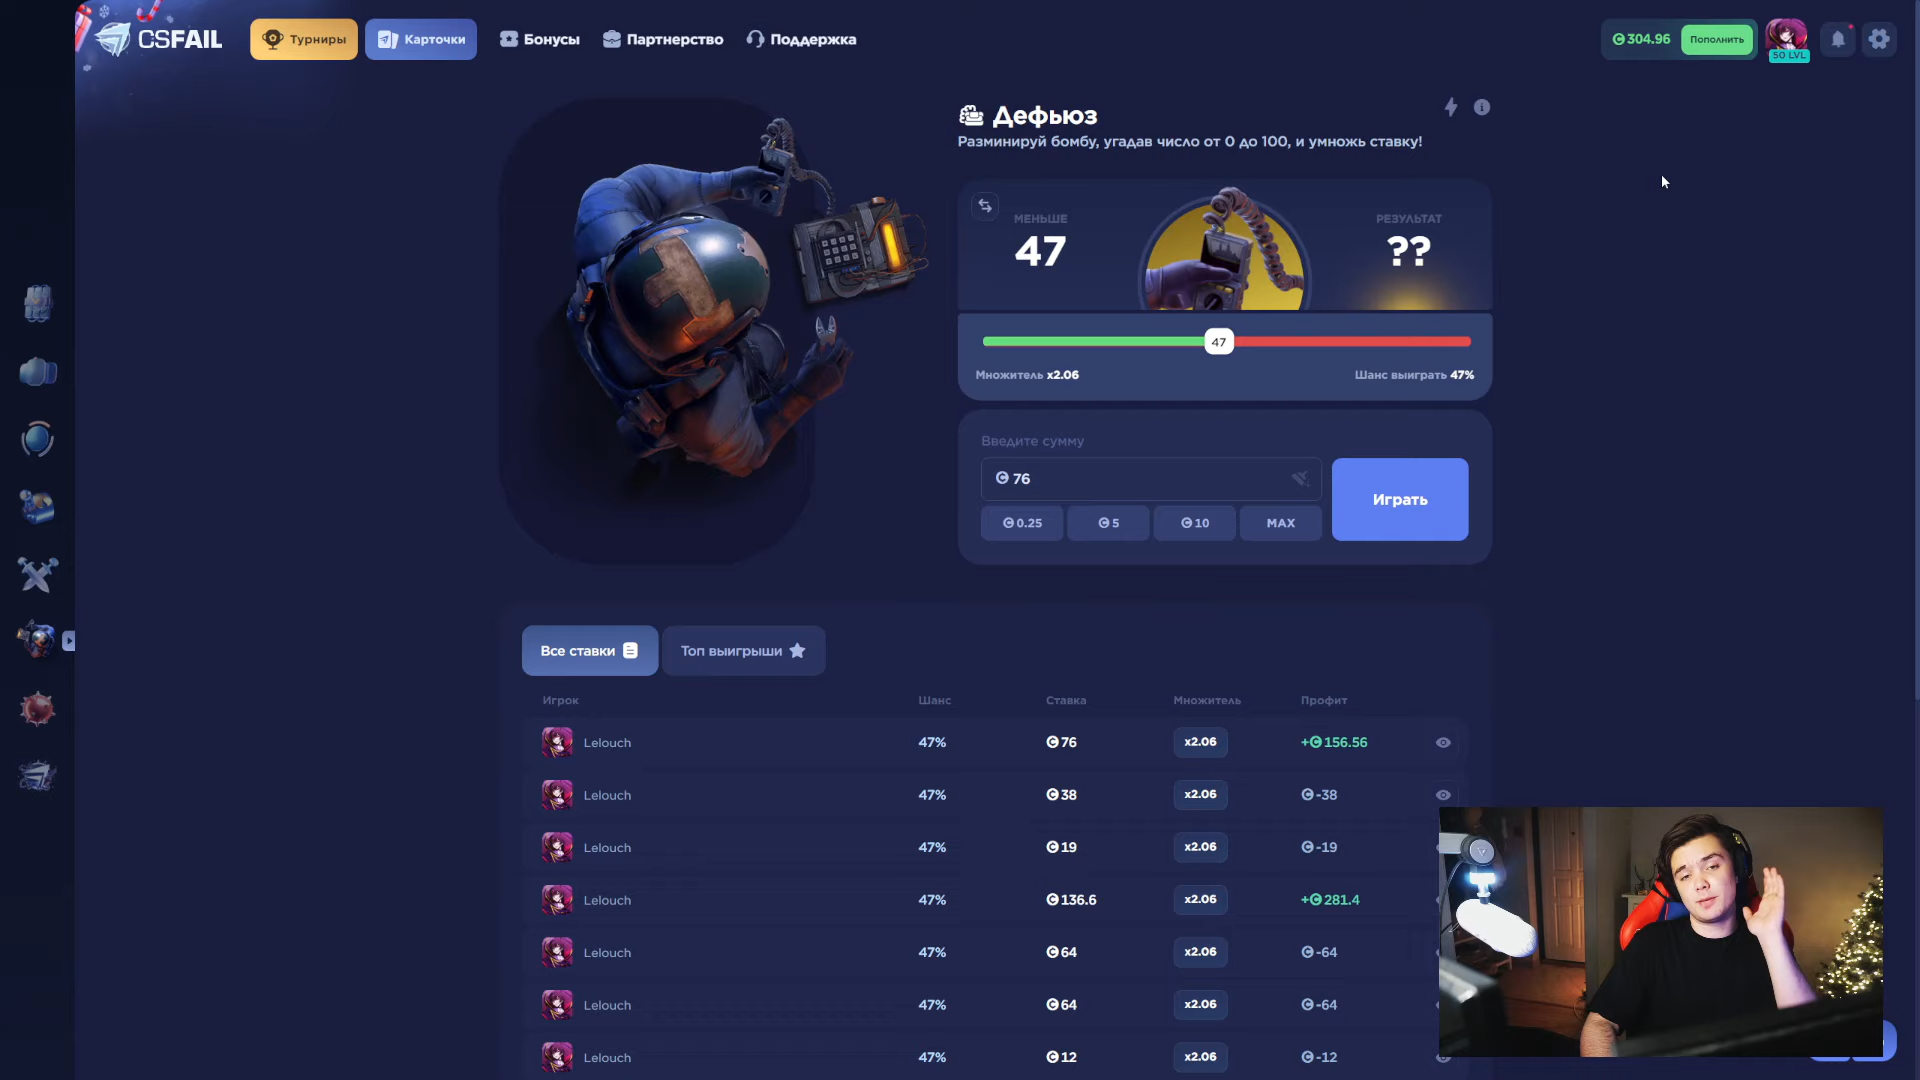 CSFAIL
Турниры
Карточки
Бонусы
Партнерство
Поддержка
304.96
Пополнить
50 LVL
Дефьюз
Разминируй бомбу, угадав число от 0 до 100, и умножь ставку!
МЕНЬШЕ
47
РЕЗУЛЬТАТ
??
47
Множитель x2.06
Шанс выиграть 47%
Введите сумму
76
0.25
5
10
MAX
Играть
Все ставки
Топ выигрыши
Игрок Шанс Ставка Множитель Профит
Lelouch 47% 76 x2.06 +156.56
Lelouch 47% 38 x2.06 -38
Lelouch 47% 19 x2.06 -19
Lelouch 47% 136.6 x2.06 +281.4
Lelouch 47% 64 x2.06 -64
Lelouch 47% 64 x2.06 -64
Lelouch 47% 12 x2.06 -12